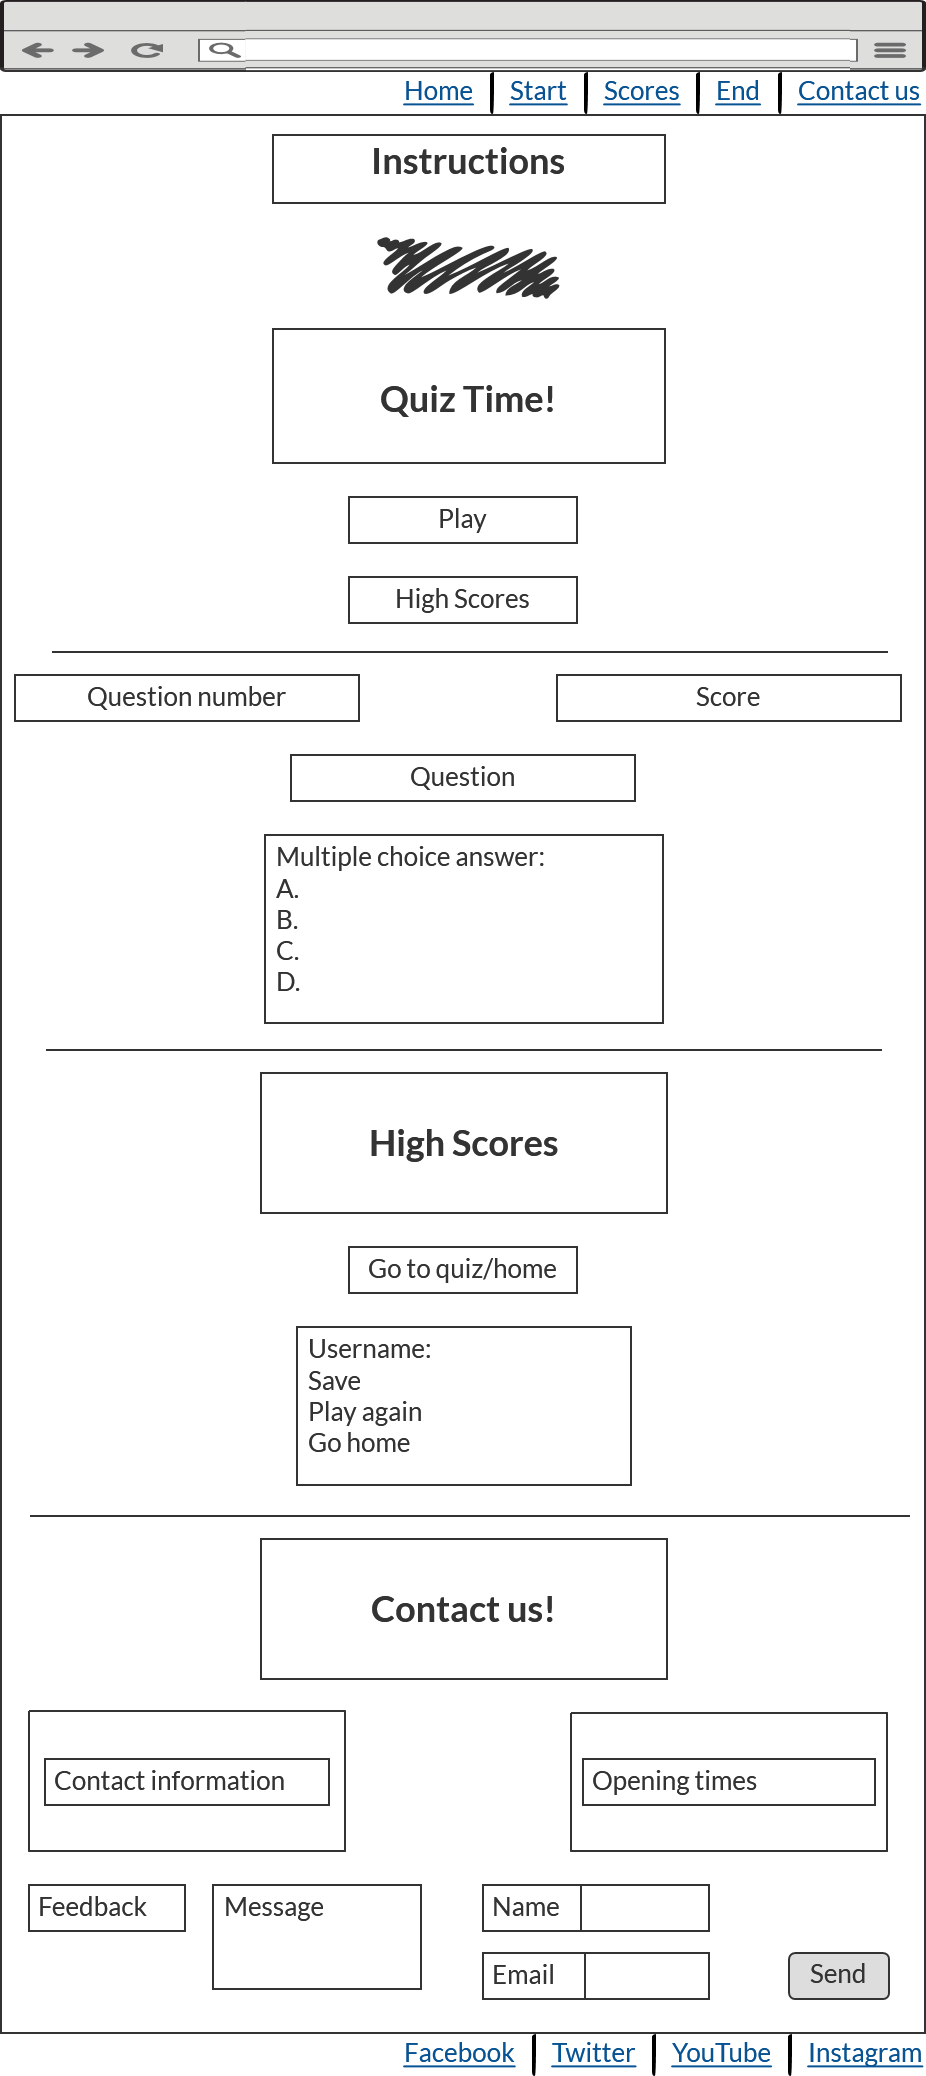 Home Start Scores End Contact us
Instructions
Quiz Time!
Play
High Scores
Question number Score
Question
Multiple choice answer:
A.
B.
C.
D.
High Scores
Go to quiz/home
Username:
Save
Play again
Go home
Contact us!
Contact information Opening times
Feedback Message Name
Email Send
Facebook Twitter YouTube Instagram